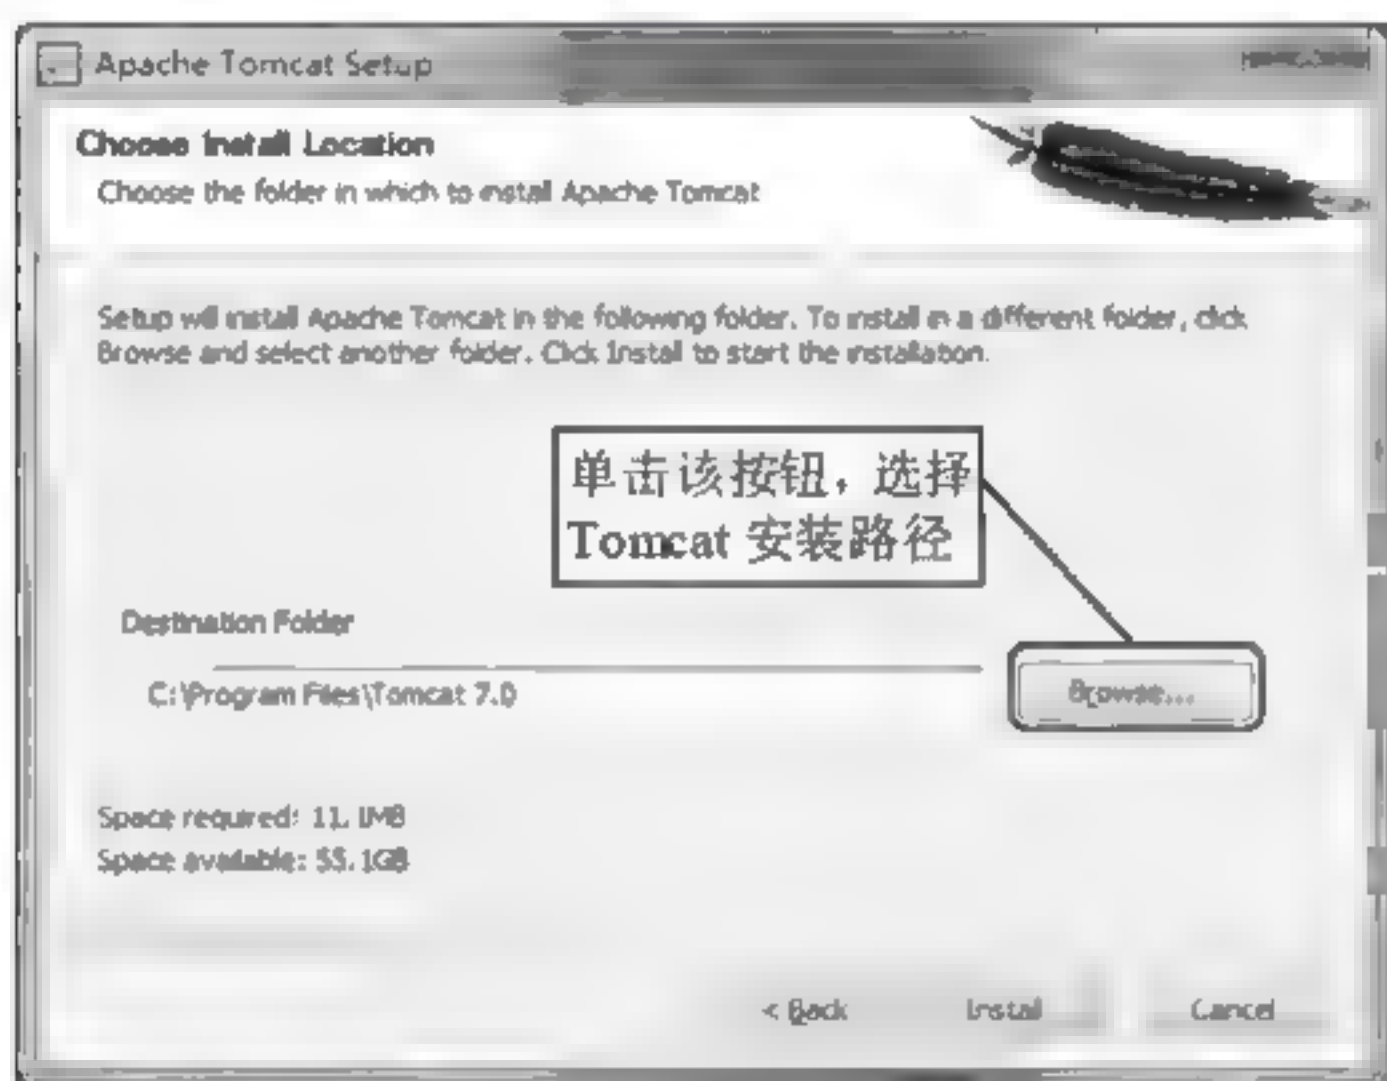 Apache Tomcat Setup
Choose Install Location
Choose the folder in which to install Apache Tomcat
Setup will install Apache Tomcat in the following folder. To install in a different folder, click
Browse and select another folder. Click Install to start the installation.
单击该按钮，选择
Tomcat 安装路径
Destination Folder
C:\Program Files\Tomcat 7.0
Browse...
Space required: 11.1MB
Space available: 55.1GB
< Back
Install
Cancel